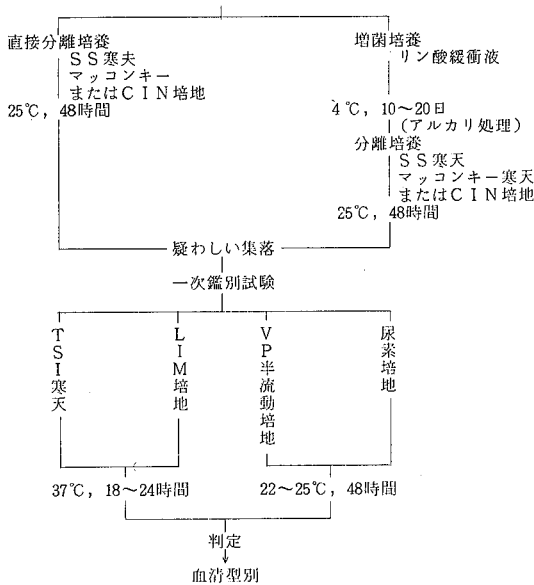 直接分離培養
SS寒夫
マッコンキー
またはCIN培地
25℃, 48時間
増菌培養
リン酸緩衝液
4℃, 10～20日
(アルカリ処理)
分離培養
SS寒天
マッコンキー寒天
またはCIN培地
25℃, 48時間
疑わしい集落
一次鑑別試験
TSI寒天
LIM培地
VP半流動培地
尿素培地
37℃, 18～24時間
22～25℃, 48時間
判定
血清型別